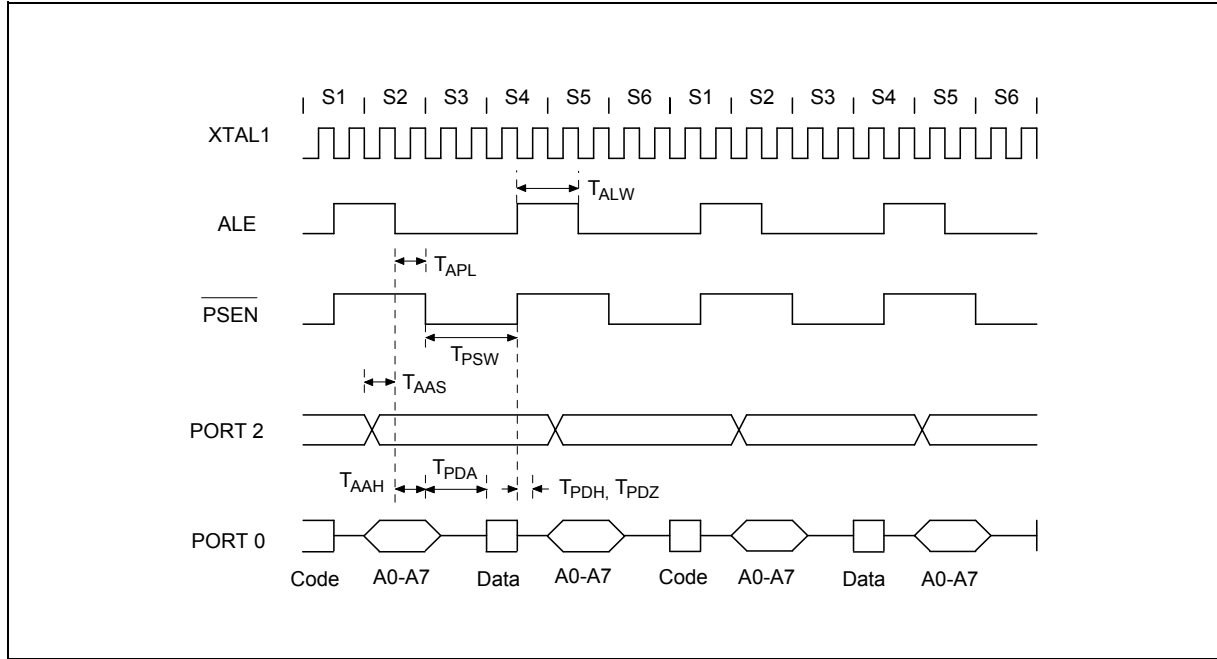 S1 S2 S3 S4 S5 S6 S1 S2 S3 S4 S5 S6
XTAL1
TALW
ALE
TAPL
PSEN
TPSW
TAAS
PORT 2
TAAH TPDA TPDH, TPDZ
PORT 0
Code A0-A7 Data A0-A7 Code A0-A7 Data A0-A7